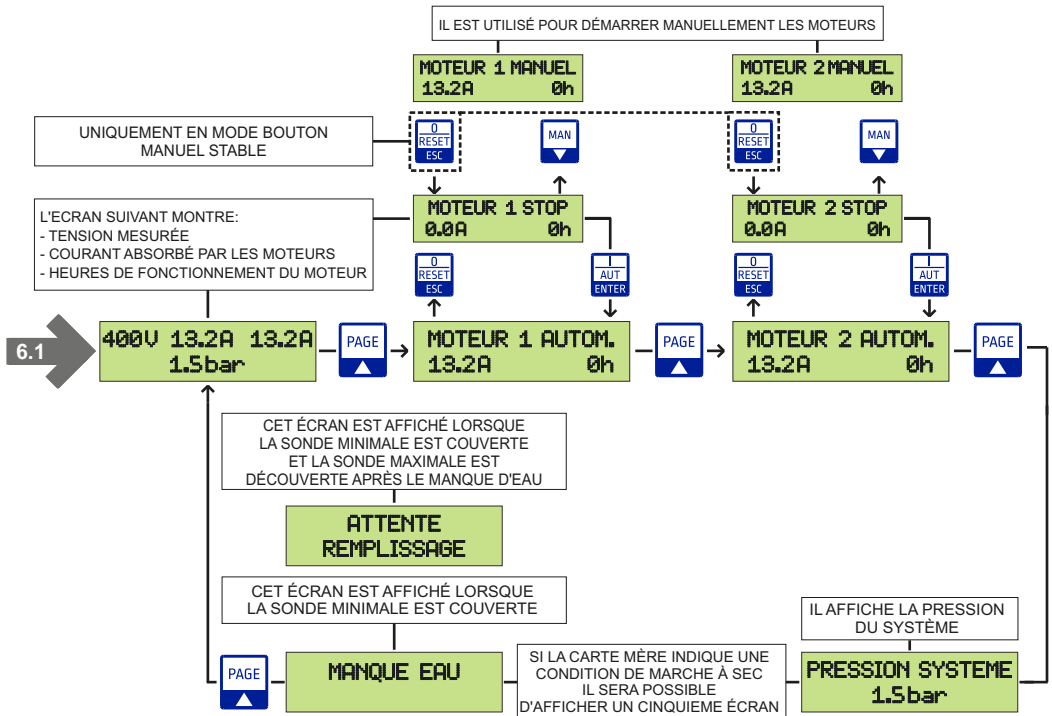 IL EST UTILISÉ POUR DÉMARRER MANUELLEMENT LES MOTEURS
MOTEUR 1 MANUEL
13.2A 0h
MOTEUR 2 MANUEL
13.2A 0h
UNIQUEMENT EN MODE BOUTON
MANUEL STABLE
0
RESET
ESC
MAN
0
RESET
ESC
MAN
L'ECRAN SUIVANT MONTRE:
- TENSION MESURÉE
- COURANT ABSORBÉ PAR LES MOTEURS
- HEURES DE FONCTIONNEMENT DU MOTEUR
MOTEUR 1 STOP
0.0A 0h
MOTEUR 2 STOP
0.0A 0h
0
RESET
ESC
I
AUT
ENTER
0
RESET
ESC
I
AUT
ENTER
6.1
400V 13.2A 13.2A
1.5bar
PAGE
MOTEUR 1 AUTOM.
13.2A 0h
PAGE
MOTEUR 2 AUTOM.
13.2A 0h
PAGE
CET ÉCRAN EST AFFICHÉ LORSQUE
LA SONDE MINIMALE EST COUVERTE
ET LA SONDE MAXIMALE EST
DÉCOUVERTE APRÈS LE MANQUE D'EAU
ATTENTE
REMPLISSAGE
CET ÉCRAN EST AFFICHÉ LORSQUE
LA SONDE MINIMALE EST COUVERTE
IL AFFICHE LA PRESSION
DU SYSTÈME
PAGE
MANQUE EAU
SI LA CARTE MÈRE INDIQUE UNE
CONDITION DE MARCHE À SEC
IL SERA POSSIBLE
D'AFFICHER UN CINQUIEME ÉCRAN
PRESSION SYSTEME
1.5bar